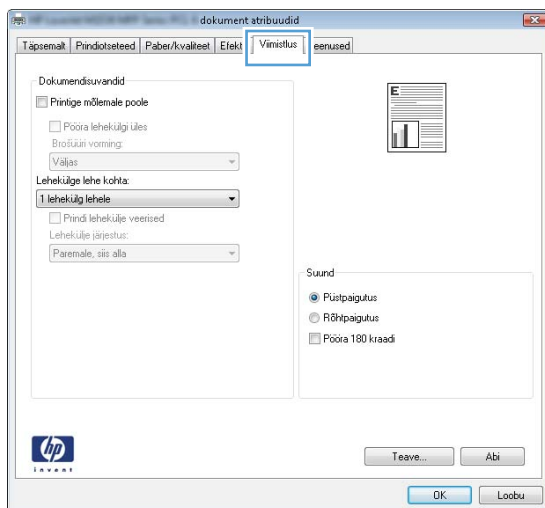 dokument atribuudid
Täpsemalt Prindiotseteed Paber/kvaliteet Efekt Viimistlus eenused
Dokumendisuvandid
Printige mõlemale poole
Pööra lehekülgi üles
Brošüüri vorming:
Väljas
Lehekülge lehe kohta:
1 lehekülg lehele
Prindi lehekülje veerised
Lehekülje järjestus:
Paremale, siis alla
E
Suund
Püstpaigutus
Rõhtpaigutus
Pööra 180 kraadi
hp
invent
Teave... Abi
OK Loobu